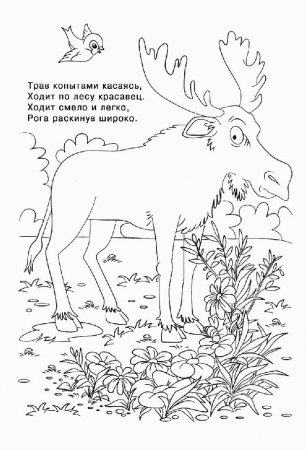 Трав копытами касаясь,
Ходит по лесу красавец.
Ходит смело и легко,
Рога раскинув широко.